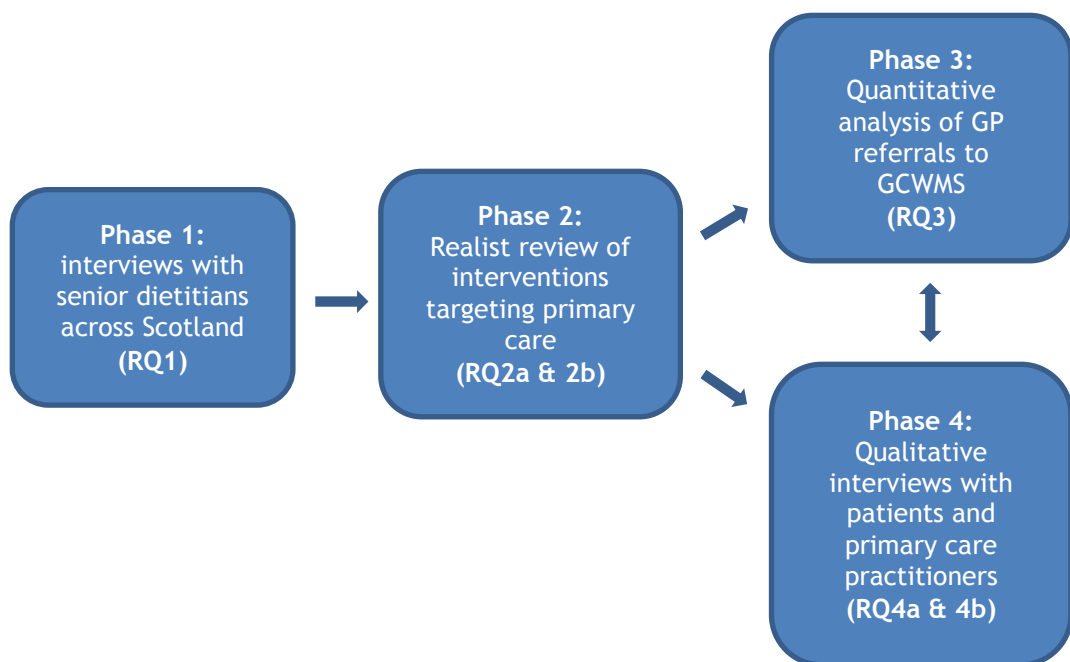 Phase 1:
interviews with
senior dietitians
across Scotland
(RQ1)
Phase 2:
Realist review of
interventions
targeting primary
care
(RQ2a & 2b)
Phase 3:
Quantitative
analysis of GP
referrals to
GCWMS
(RQ3)
Phase 4:
Qualitative
interviews with
patients and
primary care
practitioners
(RQ4a & 4b)